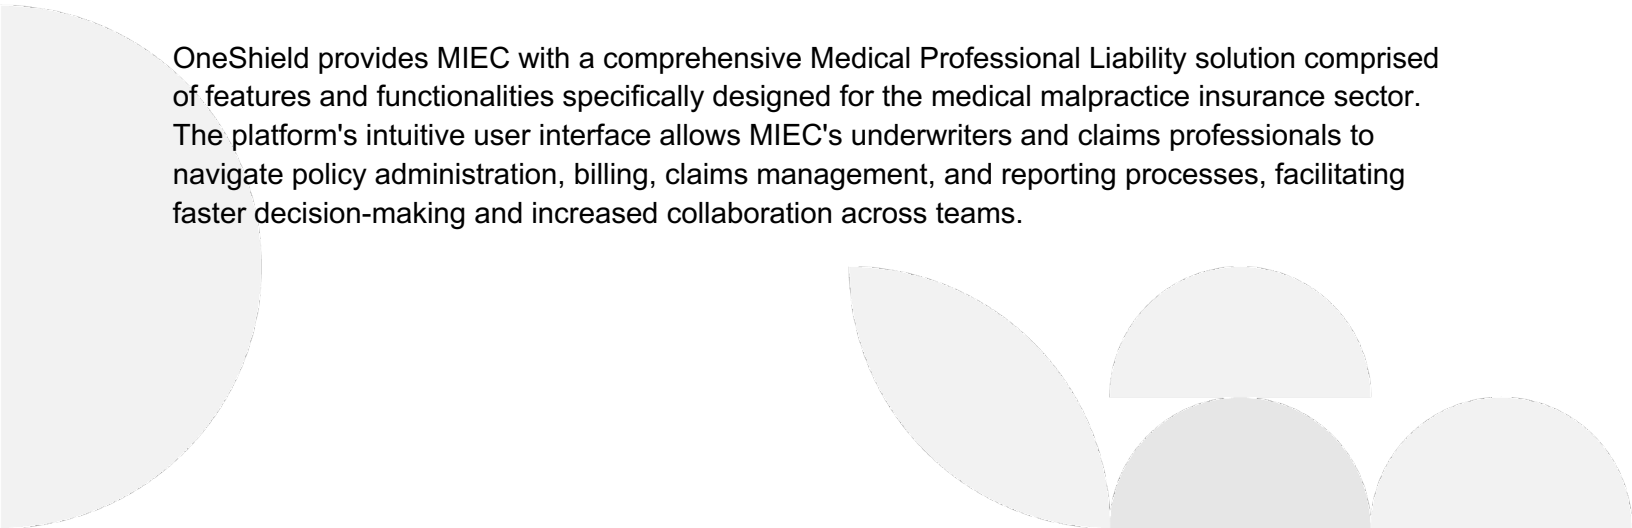 OneShield provides MIEC with a comprehensive Medical Professional Liability solution comprised
of features and functionalities specifically designed for the medical malpractice insurance sector.
The platform's intuitive user interface allows MIEC's underwriters and claims professionals to
navigate policy administration, billing, claims management, and reporting processes, facilitating
faster decision-making and increased collaboration across teams.